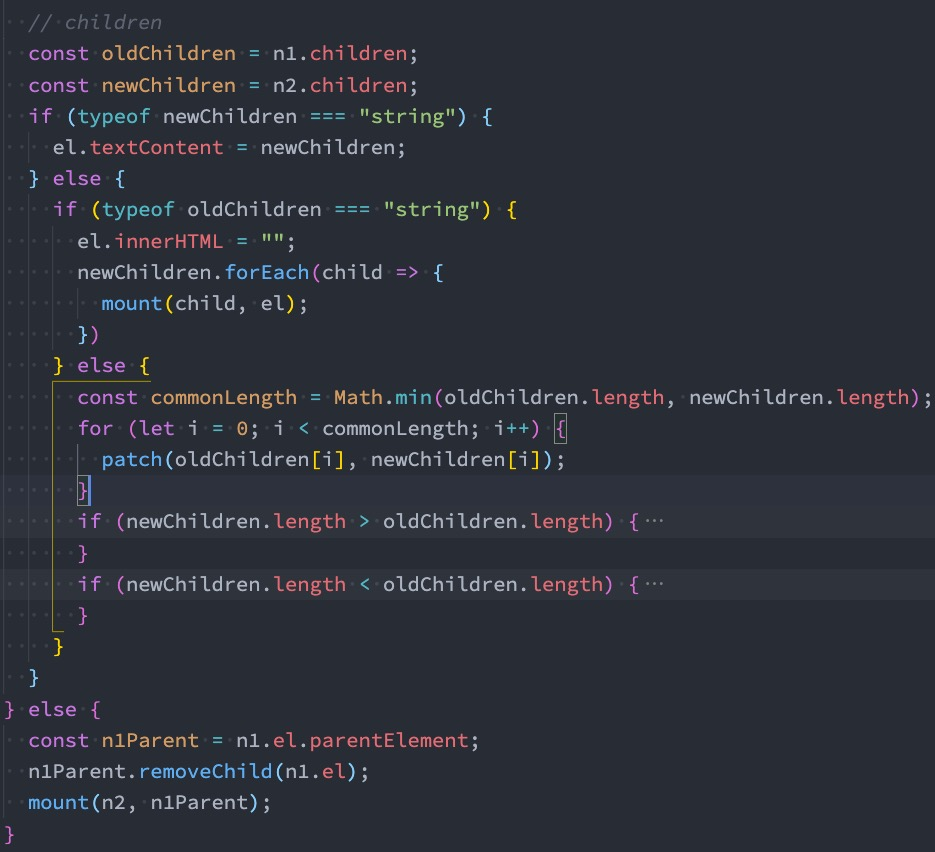 // children
const oldChildren = n1.children;
const newChildren = n2.children;
if (typeof newChildren === "string") {
el.textContent = newChildren;
} else {
if (typeof oldChildren === "string") {
el.innerHTML = "";
newChildren.forEach(child => {
mount(child, el);
})
} else {
const commonLength = Math.min(oldChildren.length, newChildren.length);
for (let i = 0; i < commonLength; i++) {
patch(oldChildren[i], newChildren[i]);
}
if (newChildren.length > oldChildren.length) {···
}
if (newChildren.length < oldChildren.length) {···
}
}
}
} else {
const n1Parent = n1.el.parentElement;
n1Parent.removeChild(n1.el);
mount(n2, n1Parent);
}